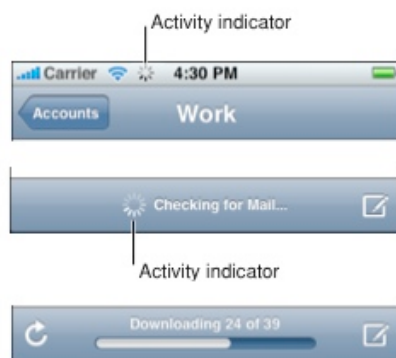 Activity indicator
Carrier 4:30 PM
Accounts Work
Checking for Mail...
Activity indicator
Downloading 24 of 39